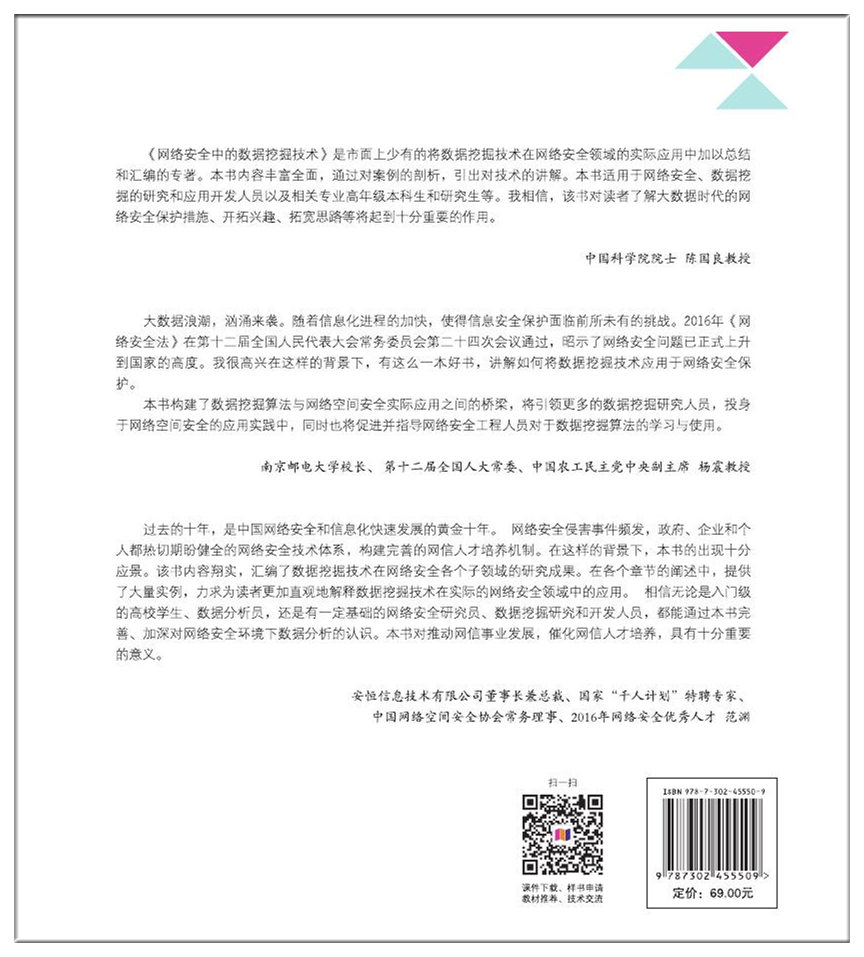 《网络安全中的数据挖掘技术》是市面上少有的将数据挖掘技术在网络安全领域的实际应用中加以总结
和汇编的专著。本书内容丰富全面，通过对案例的剖析，引出对技术的讲解。本书适用于网络安全、数据挖
掘的研究和应用开发人员以及相关专业高年级本科生和研究生等。我相信，该书对读者了解大数据时代的网
络安全保护措施、开拓兴趣、拓宽思路等将起到十分重要的作用。
中国科学院院士 陈国良教授
大数据浪潮，汹涌来袭。随着信息化进程的加快，使得信息安全保护面临前所未有的挑战。2016年《网
络安全法》在第十二届全国人民代表大会常务委员会第二十四次会议通过，昭示了网络安全问题已正式上升
到国家的高度。我很高兴在这样的背景下，有这么一本好书，讲解如何将数据挖掘技术应用于网络安全保
护。
本书构建了数据挖掘算法与网络空间安全实际应用之间的桥梁，将引领更多的数据挖掘研究人员，投身
于网络空间安全的应用实践中，同时也将促进并指导网络安全工程人员对于数据挖掘算法的学习与使用。
南京邮电大学校长、 第十二届全国人大常委、中国农工民主党中央副主席 杨震教授
过去的十年，是中国网络安全和信息化快速发展的黄金十年。 网络安全侵害事件频发，政府、企业和个
人都热切期盼健全的网络安全技术体系，构建完善的网信人才培养机制。在这样的背景下，本书的出现十分
应景。该书内容翔实，汇编了数据挖掘技术在网络安全各个子领域的研究成果。在各个章节的阐述中，提供
了大量实例，力求为读者更加直观地解释数据挖掘技术在实际的网络安全领域中的应用。 相信无论是入门级
的高校学生、数据分析员，还是有一定基础的网络安全研究员、数据挖掘研究和开发人员，都能通过本书完
善、加深对网络安全环境下数据分析的认识。本书对推动网信事业发展，催化网信人才培养，具有十分重要
的意义。
安恒信息技术有限公司董事长兼总裁、国家“千人计划”特聘专家、
中国网络空间安全协会常务理事、2016年网络安全优秀人才 范渊
扫一扫
课件下载、样书申请
教材推荐、技术交流
ISBN 978-7-302-45550-9
9 787302 455509 >
定价：69.00元